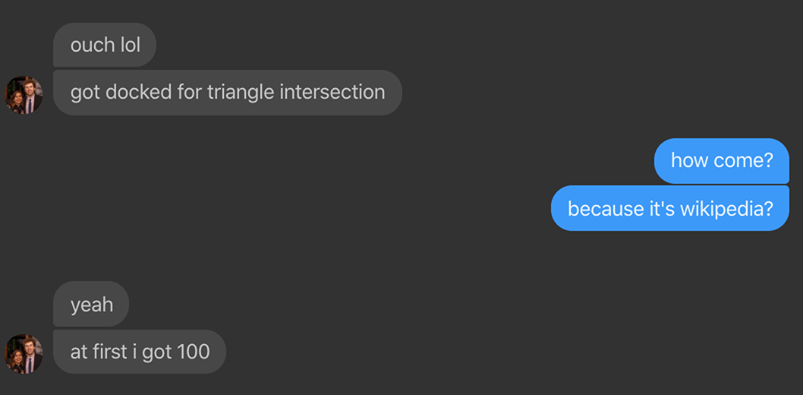 ouch lol
got docked for triangle intersection
how come?
because it's wikipedia?
yeah
at first i got 100